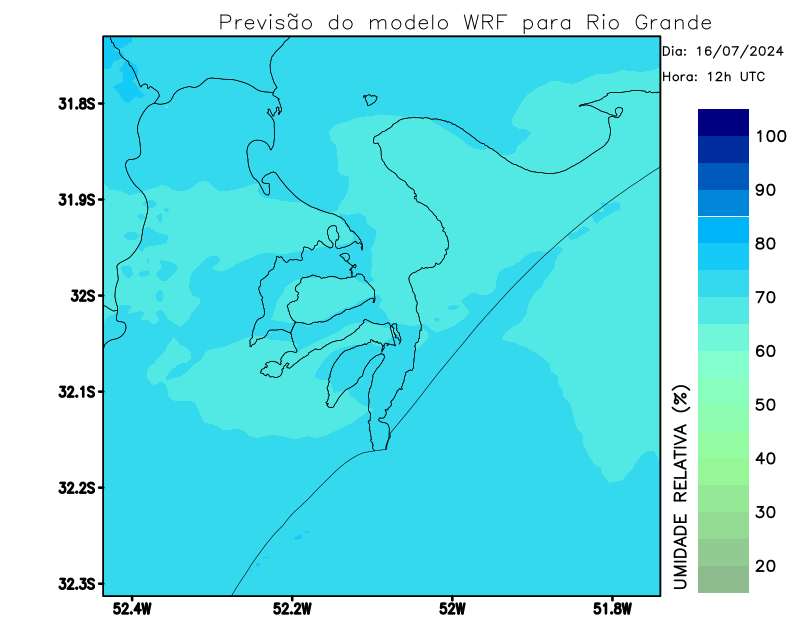 Previsão do modelo WRF para Rio Grande
Dia: 16/07/2024
Hora: 12h UTC
31.8S
31.9S
32S
32.1S
32.2S
32.3S
52.4W
52.2W
52W
51.8W
100
90
80
70
60
50
40
30
20
UMIDADE RELATIVA (%)